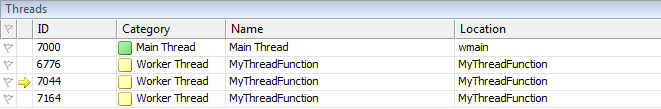 Threads
ID Category Name Location
7000 Main Thread Main Thread wmain
6776 Worker Thread MyThreadFunction MyThreadFunction
7044 Worker Thread MyThreadFunction MyThreadFunction
7164 Worker Thread MyThreadFunction MyThreadFunction